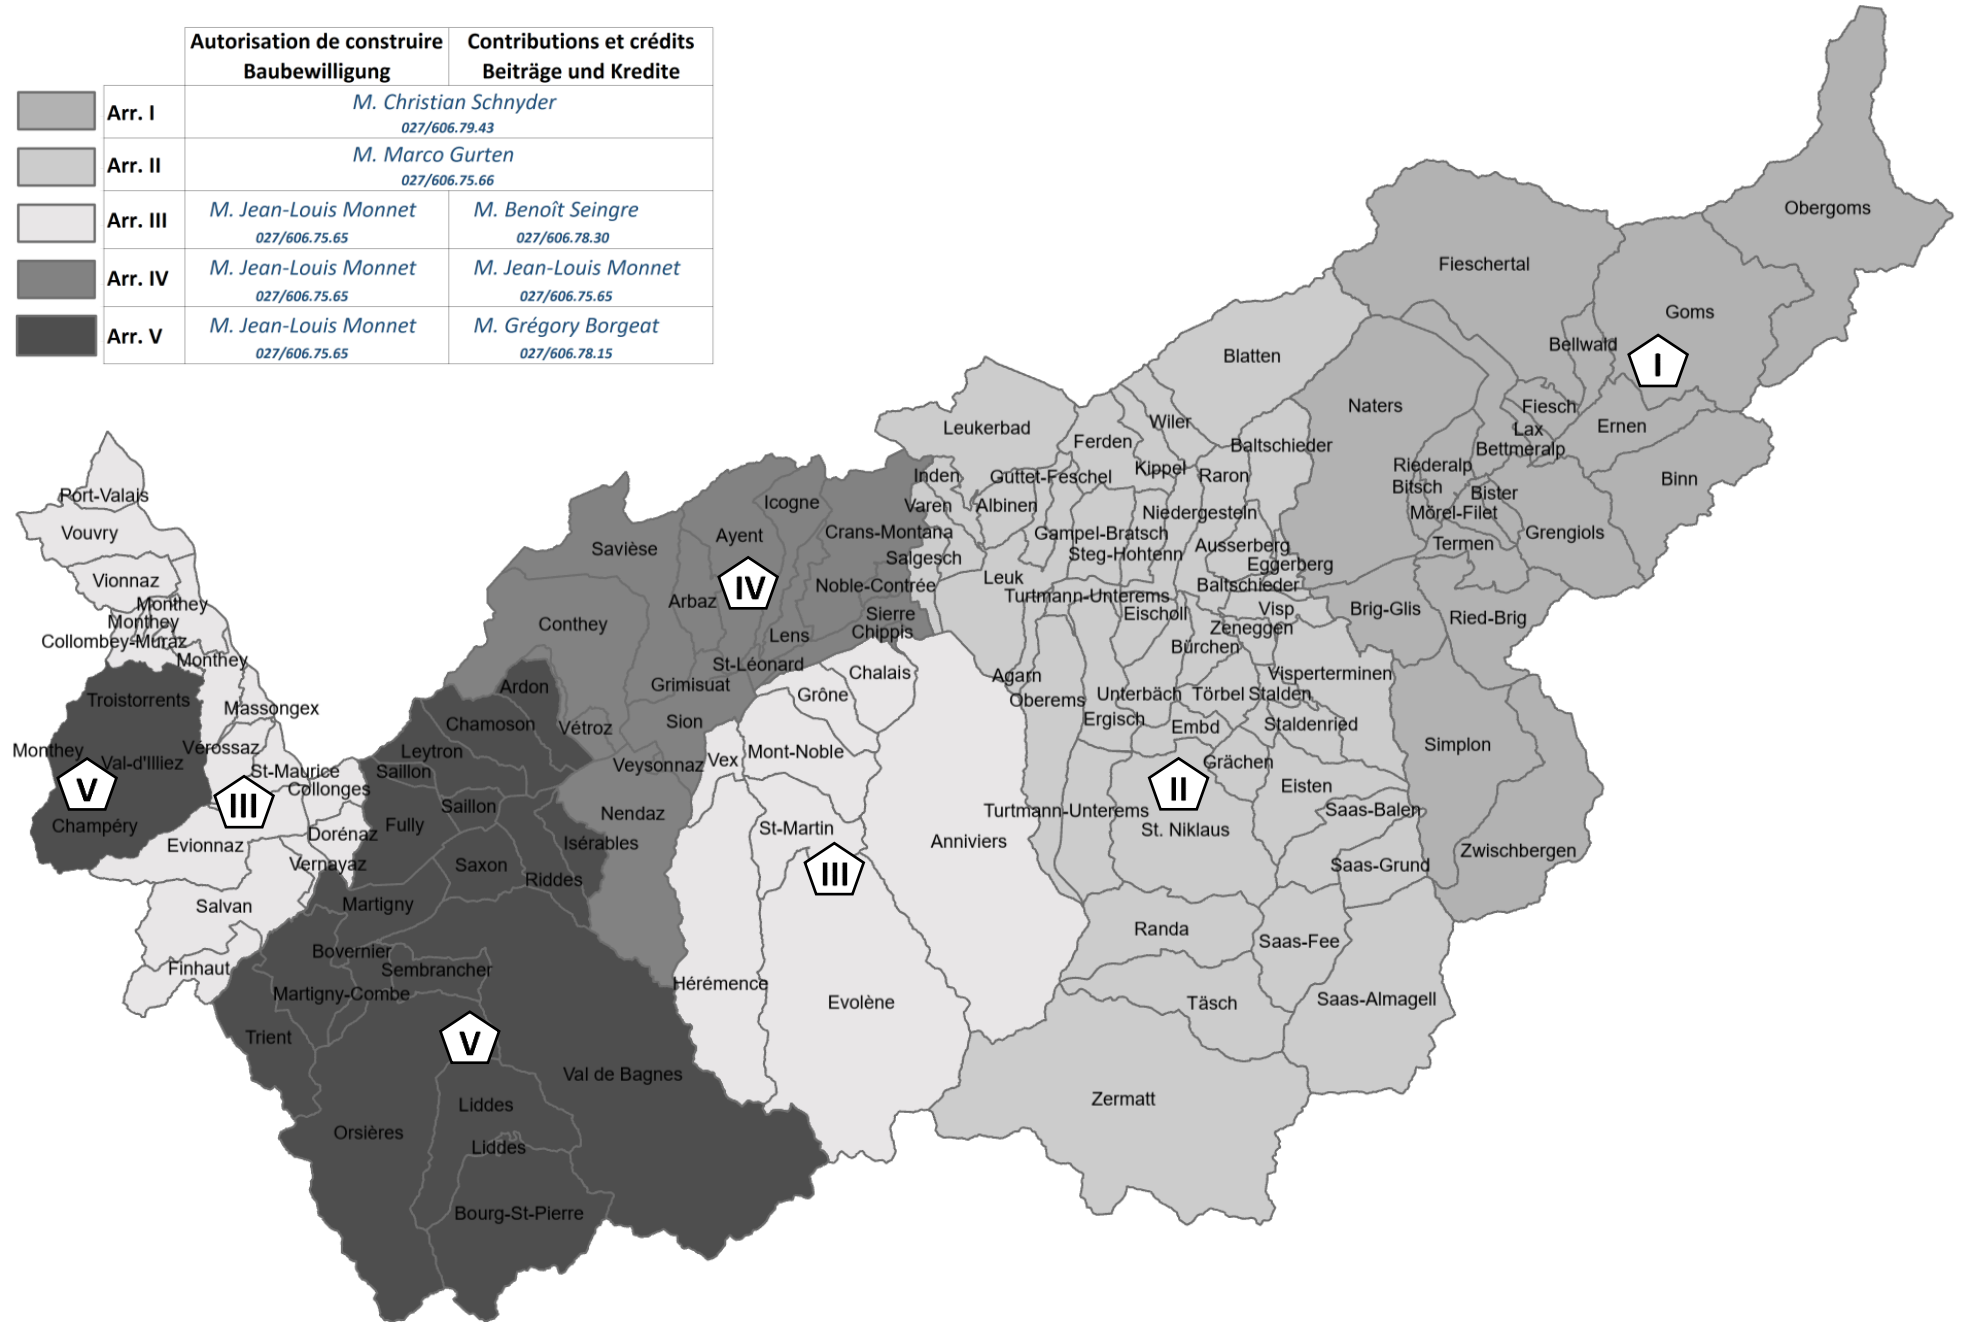 Autorisation de construire
Baubewilligung
Contributions et crédits
Beiträge und Kredite
Arr. I
M. Christian Schnyder
027/606.79.43
Arr. II
M. Marco Gurten
027/606.75.66
Arr. III
M. Jean-Louis Monnet
027/606.75.65
M. Benoît Seingre
027/606.78.30
Arr. IV
M. Jean-Louis Monnet
027/606.75.65
M. Jean-Louis Monnet
027/606.75.65
Arr. V
M. Jean-Louis Monnet
027/606.75.65
M. Grégory Borgeat
027/606.78.15
Obergoms
Fieschertal
Goms
Bellwald
I
Blatten
Naters
Fiesch
Ernen
Lax
Bettmeralp
Riederalp
Bitsch
Bister
Binn
Mörel-Filet
Grengiols
Termen
Brig-Glis
Ried-Brig
Simplon
Zwischbergen
Leukerbad
Wiler
Ferden
Baltschieder
Inden
Guttet-Feschel
Kippel
Raron
Varen
Albinen
Niedergesteln
Gampel-Bratsch
Steg-Hohtenn
Ausserberg
Salgesch
Eggerberg
Leuk
Turtmann-Unterems
Baltschieder
Eischoll
Visp
Zeneggen
Bürchen
Agarn
Oberems
Visperterminen
Unterbäch
Törbel
Stalden
Ergisch
Embd
Staldenried
Grächen
II
Eisten
Turtmann-Unterems
St. Niklaus
Saas-Balen
Saas-Grund
Randa
Saas-Fee
Täsch
Saas-Almagell
Zermatt
Icogne
Crans-Montana
Ayent
Savièse
IV
Noble-Contrée
Arbaz
Sierre
Chippis
Conthey
Lens
St-Léonard
Grimisuat
Sion
Vétroz
Veysonnaz
Nendaz
Chalais
Grône
Vex
Mont-Noble
St-Martin
III
Anniviers
Hérémence
Evolène
Port-Valais
Vouvry
Vionnaz
Monthey
Monthey
Collombey-Muraz
Monthey
Troistorrents
Massongex
Monthey
Val-d'Illiez
Vérossaz
V
St-Maurice
III
Collonges
Champéry
Dorénaz
Evionnaz
Vernayaz
Salvan
Finhaut
Ardon
Chamoson
Leytron
Saillon
Saillon
Fully
Isérables
Saxon
Riddes
Martigny
Bovernier
Sembrancher
Martigny-Combe
Trient
V
Val de Bagnes
Liddes
Orsières
Liddes
Bourg-St-Pierre